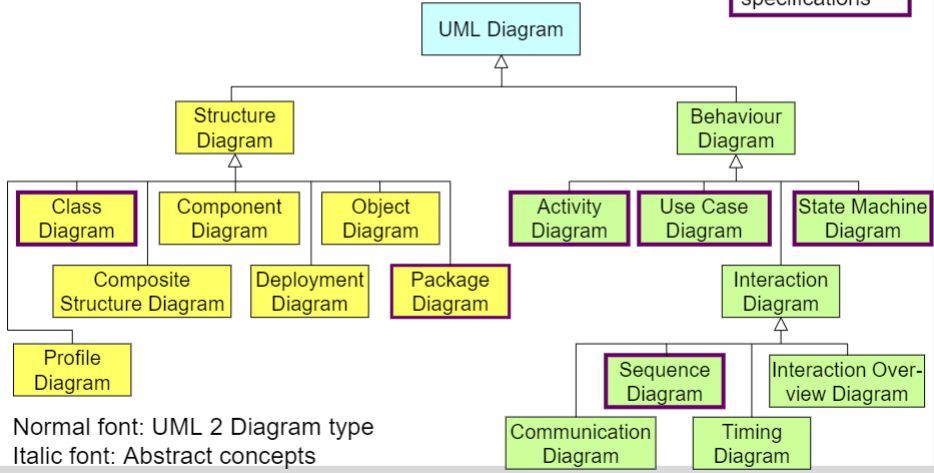 specifications
UML Diagram
Structure
Diagram
Behaviour
Diagram
Class
Diagram
Component
Diagram
Object
Diagram
Activity
Diagram
Use Case
Diagram
State Machine
Diagram
Composite
Structure Diagram
Deployment
Diagram
Package
Diagram
Interaction
Diagram
Profile
Diagram
Sequence
Diagram
Interaction Over-
view Diagram
Communication
Diagram
Timing
Diagram
Normal font: UML 2 Diagram type
Italic font: Abstract concepts